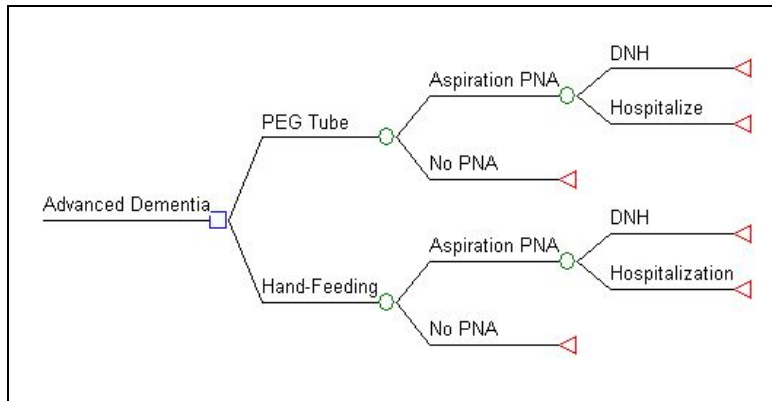 DNH
Aspiration PNA
Hospitalize
PEG Tube
No PNA
Advanced Dementia
DNH
Aspiration PNA
Hospitalization
Hand-Feeding
No PNA